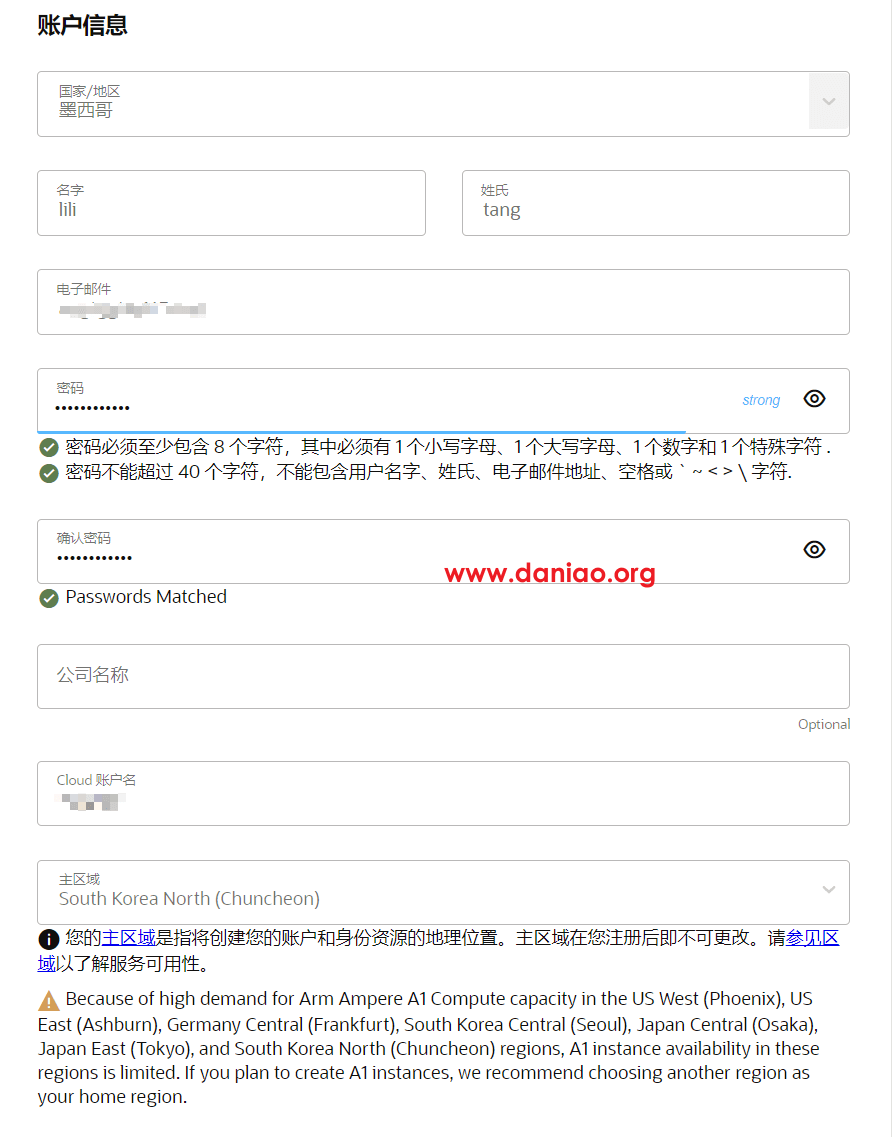 账户信息
国家/地区
墨西哥
名字
lili
姓氏
tang
电子邮件
密码
••••••••••••
strong
密码必须至少包含 8 个字符，其中必须有 1 个小写字母、1 个大写字母、1 个数字和 1 个特殊字符 .
密码不能超过 40 个字符，不能包含用户名字、姓氏、电子邮件地址、空格或 ` ~ < > \ 字符.
确认密码
••••••••••••
www.daniao.org
Passwords Matched
公司名称
Optional
Cloud 账户名
主区域
South Korea North (Chuncheon)
您的主区域是指将创建您的账户和身份资源的地理位置。主区域在您注册后即不可更改。请参见区
域以了解服务可用性。
Because of high demand for Arm Ampere A1 Compute capacity in the US West (Phoenix), US
East (Ashburn), Germany Central (Frankfurt), South Korea Central (Seoul), Japan Central (Osaka),
Japan East (Tokyo), and South Korea North (Chuncheon) regions, A1 instance availability in these
regions is limited. If you plan to create A1 instances, we recommend choosing another region as
your home region.